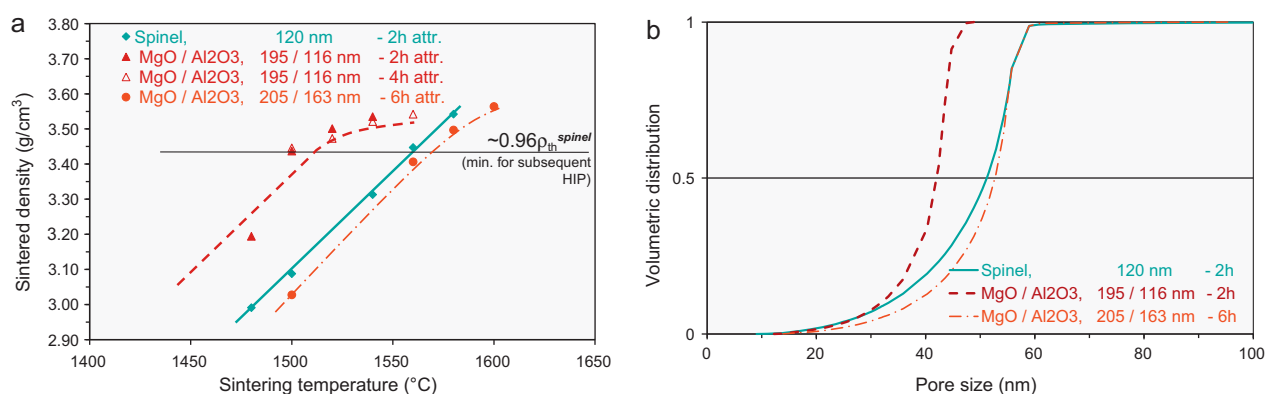 a
3.80
3.70
3.60
3.50
3.40
3.30
3.20
3.10
3.00
2.90
Sintered density (g/cm³)
Spinel, 120 nm - 2h attr.
MgO / Al2O3, 195 / 116 nm - 2h attr.
MgO / Al2O3, 195 / 116 nm - 4h attr.
MgO / Al2O3, 205 / 163 nm - 6h attr.
~0.96ρth spinel
(min. for subsequent
HIP)
1400 1450 1500 1550 1600 1650
Sintering temperature (°C)
b
1
0.5
0
Volumetric distribution
Spinel, 120 nm - 2h
MgO / Al2O3, 195 / 116 nm - 2h
MgO / Al2O3, 205 / 163 nm - 6h
0 20 40 60 80 100
Pore size (nm)